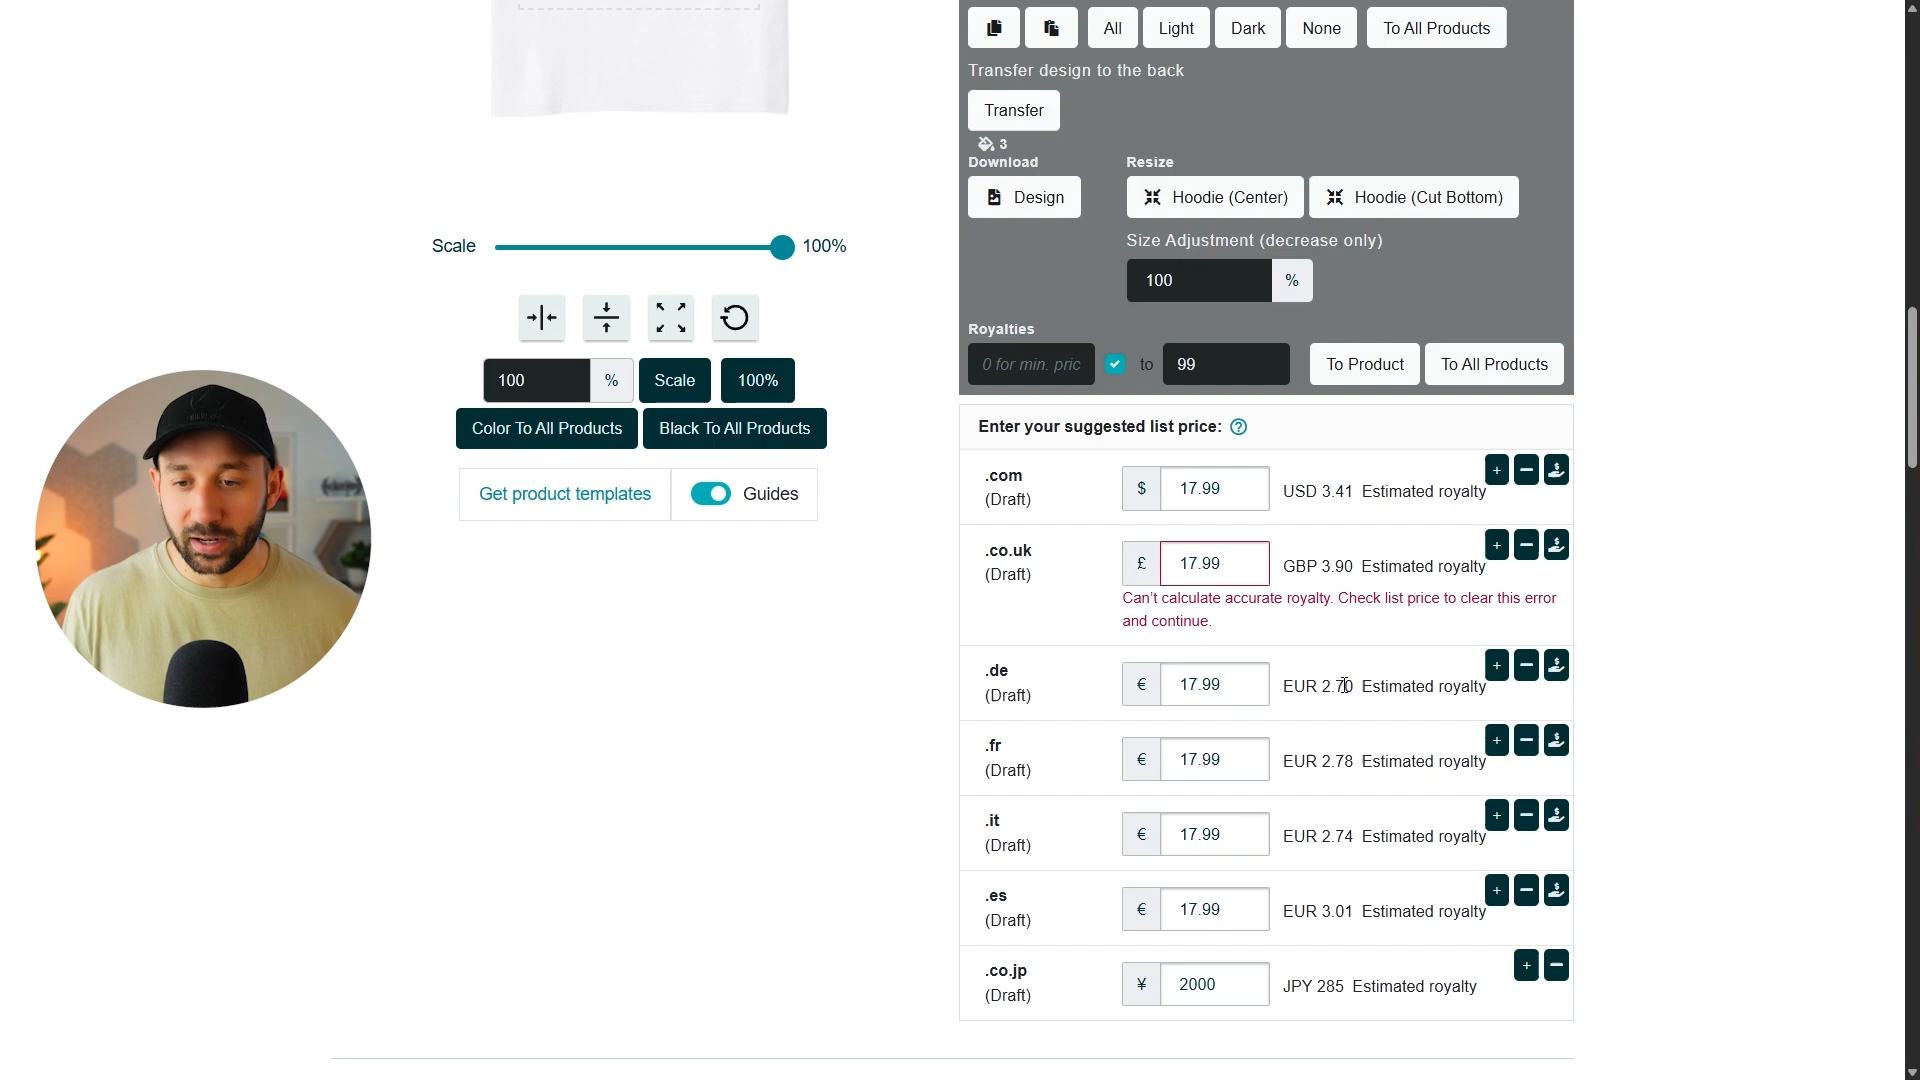 All
Light
Dark
None
To All Products
Transfer design to the back
Transfer
3
Download
Resize
Design
Hoodie (Center)
Hoodie (Cut Bottom)
Size Adjustment (decrease only)
100 %
Royalties
0 for min. pric
to
99
To Product
To All Products
Scale
100%
100 %
Scale
100%
Color To All Products
Black To All Products
Get product templates
Guides
Enter your suggested list price: ?
.com
(Draft)
$ 17.99
USD 3.41 Estimated royalty
.co.uk
(Draft)
£ 17.99
GBP 3.90 Estimated royalty
Can't calculate accurate royalty. Check list price to clear this error
and continue.
.de
(Draft)
€ 17.99
EUR 2.70 Estimated royalty
.fr
(Draft)
€ 17.99
EUR 2.78 Estimated royalty
.it
(Draft)
€ 17.99
EUR 2.74 Estimated royalty
.es
(Draft)
€ 17.99
EUR 3.01 Estimated royalty
.co.jp
(Draft)
¥ 2000
JPY 285 Estimated royalty